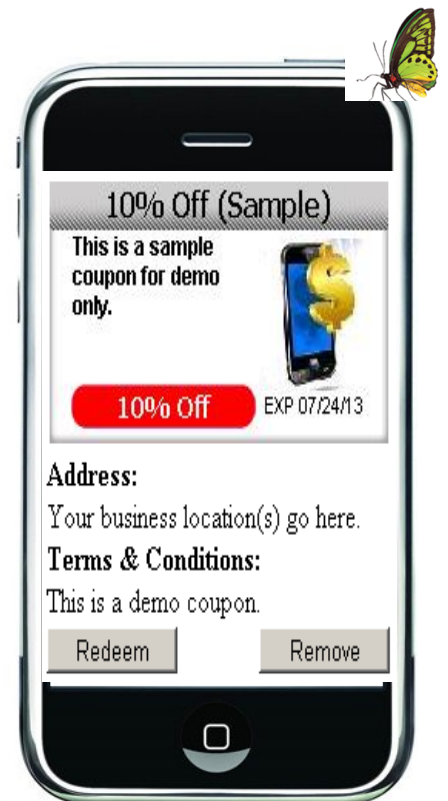 10% Off (Sample)
This is a sample
coupon for demo
only.
10% Off
EXP 07/24/13
Address:
Your business location(s) go here.
Terms & Conditions:
This is a demo coupon.
Redeem
Remove